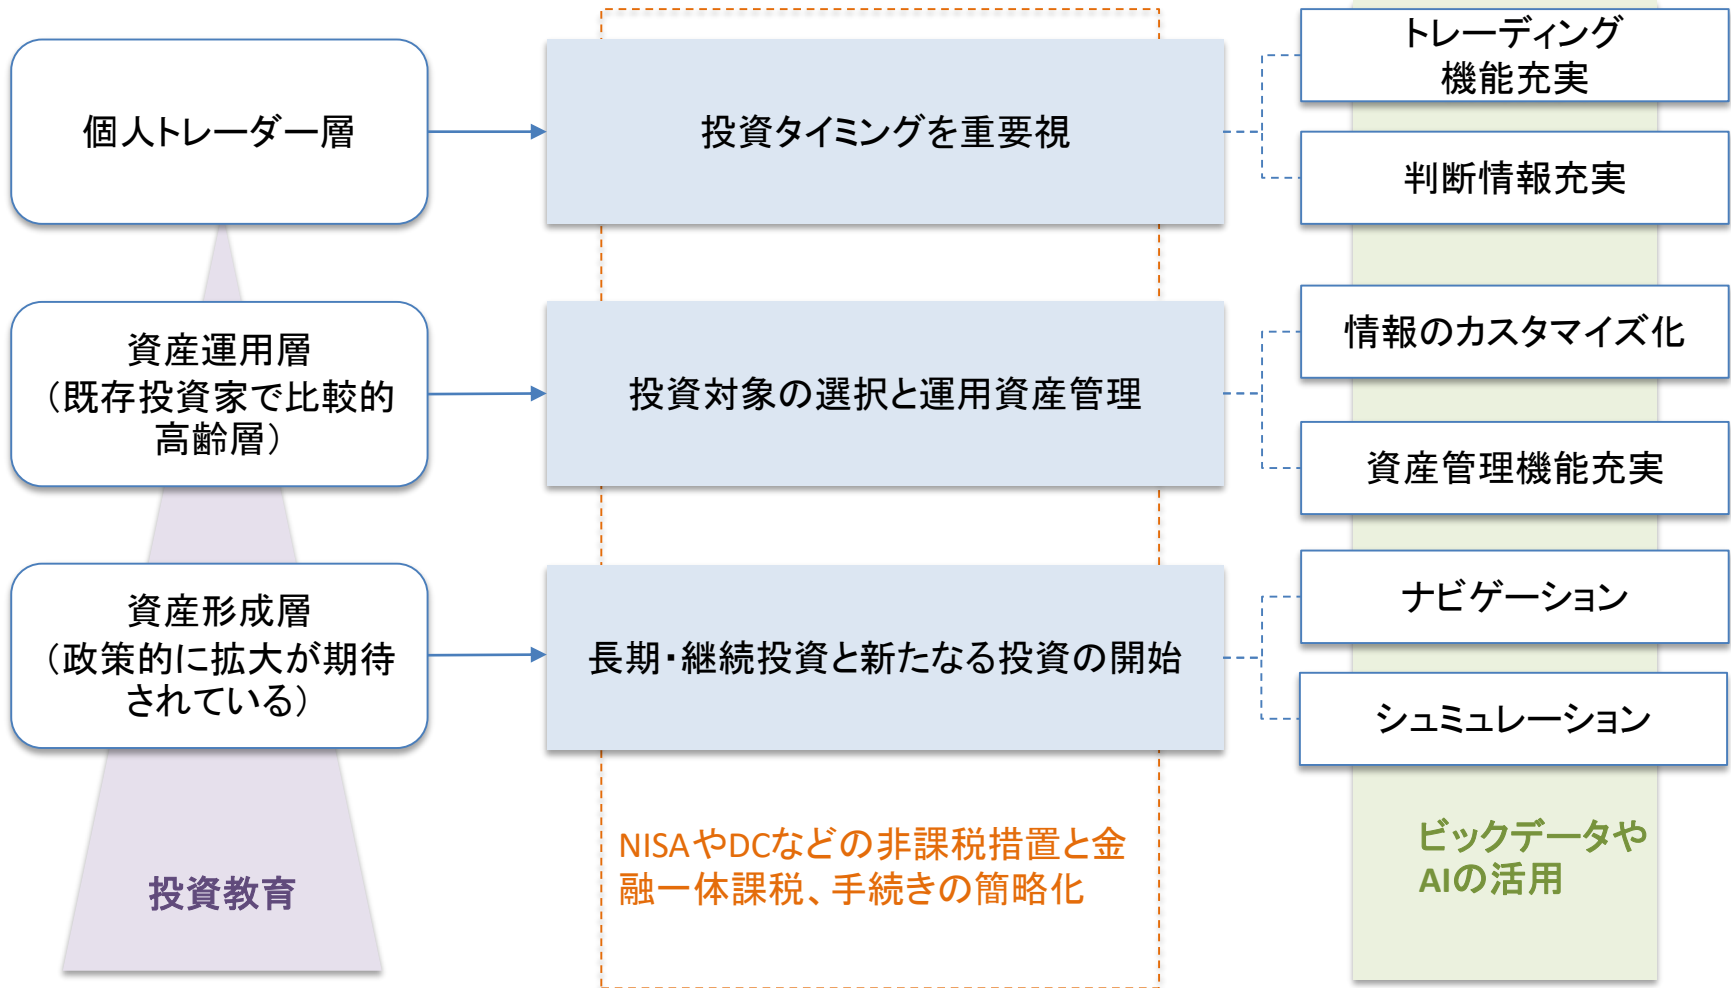 個人トレーダー層
投資タイミングを重要視
トレーディング
機能充実
判断情報充実
資産運用層
（既存投資家で比較的
高齢層）
投資対象の選択と運用資産管理
情報のカスタマイズ化
資産管理機能充実
資産形成層
（政策的に拡大が期待
されている）
長期・継続投資と新たなる投資の開始
ナビゲーション
シュミュレーション
投資教育
NISAやDCなどの非課税措置と金
融一体課税、手続きの簡略化
ビックデータや
AIの活用